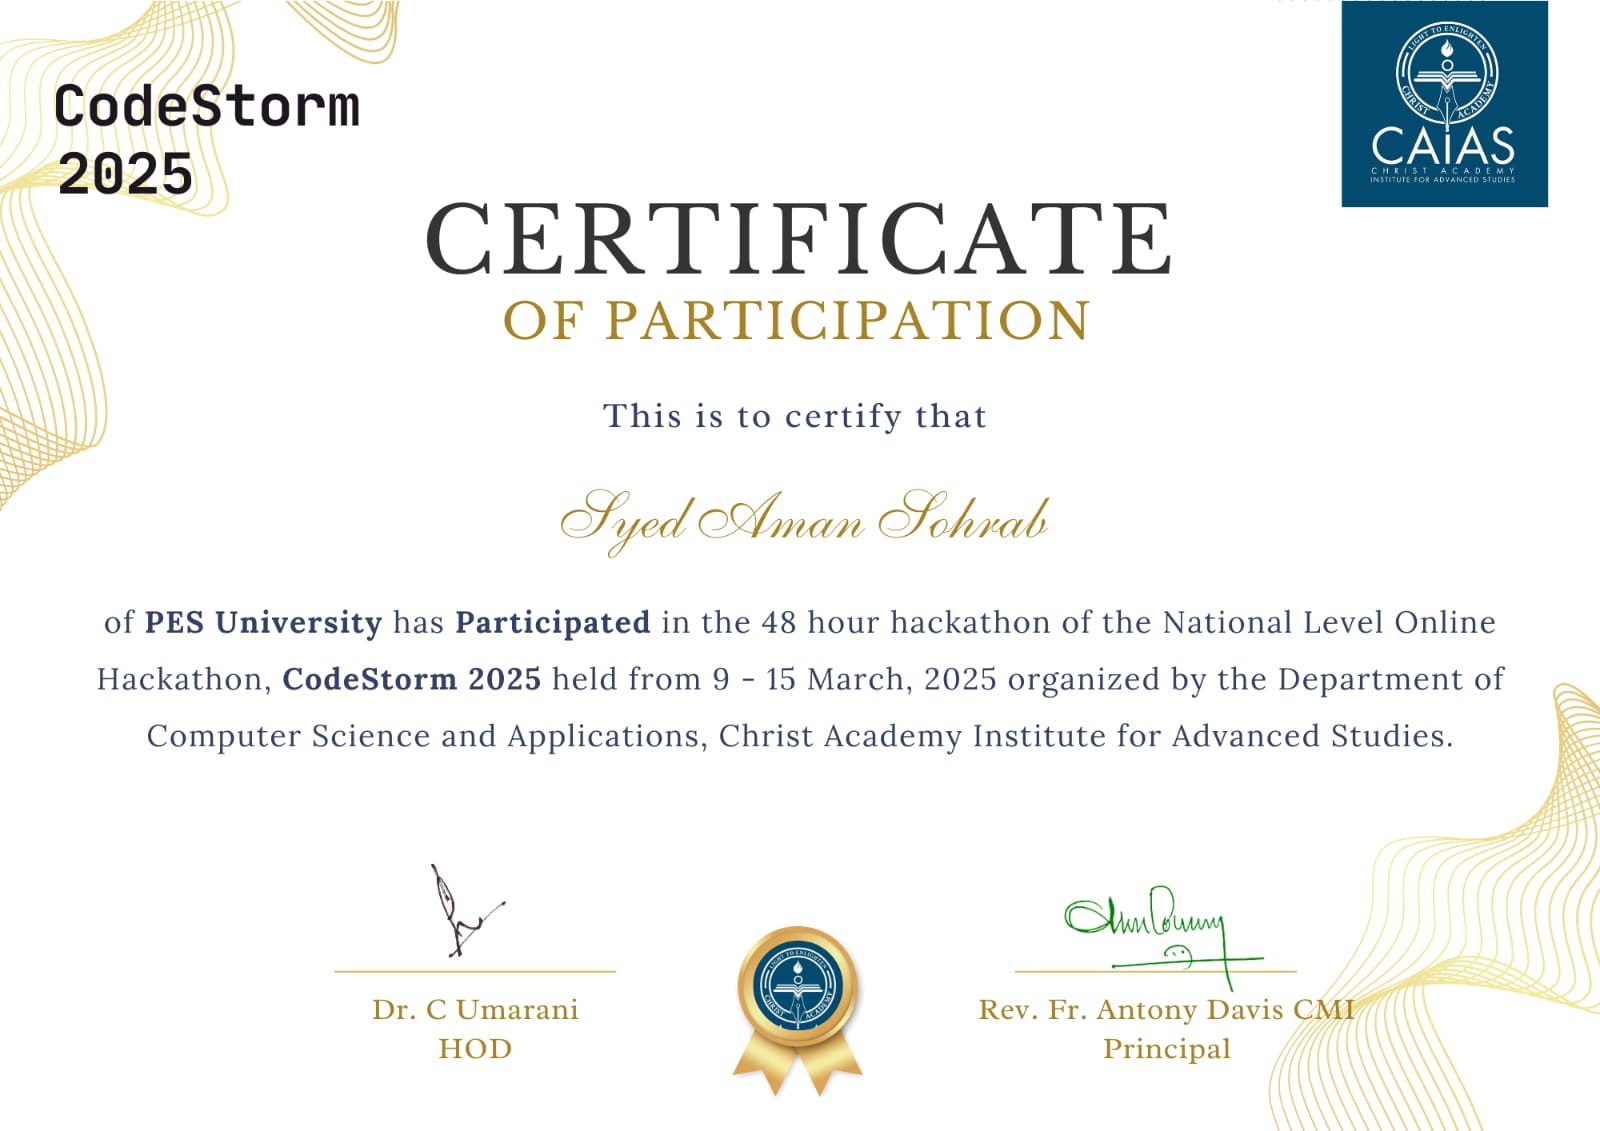 CodeStorm
2025
LIGHT TO ENLIGHTEN
CHRIST ACADEMY
CAiAS
CHRIST ACADEMY
INSTITUTE FOR ADVANCED STUDIES
CERTIFICATE
OF PARTICIPATION
This is to certify that
Syed Aman Sohrab
of PES University has Participated in the 48 hour hackathon of the National Level Online
Hackathon, CodeStorm 2025 held from 9 - 15 March, 2025 organized by the Department of
Computer Science and Applications, Christ Academy Institute for Advanced Studies.
Dr. C Umarani
HOD
LIGHT TO ENLIGHTEN
CHRIST ACADEMY
Rev. Fr. Antony Davis CMI
Principal